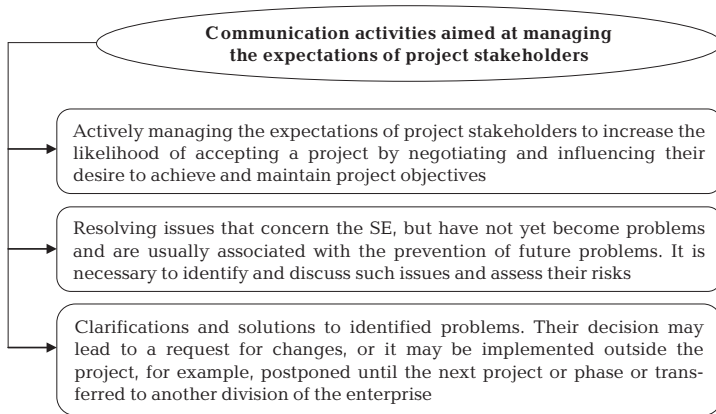 Communication activities aimed at managing
the expectations of project stakeholders
Actively managing the expectations of project stakeholders to increase the
likelihood of accepting a project by negotiating and influencing their
desire to achieve and maintain project objectives
Resolving issues that concern the SE, but have not yet become problems
and are usually associated with the prevention of future problems. It is
necessary to identify and discuss such issues and assess their risks
Clarifications and solutions to identified problems. Their decision may
lead to a request for changes, or it may be implemented outside the
project, for example, postponed until the next project or phase or trans-
ferred to another division of the enterprise